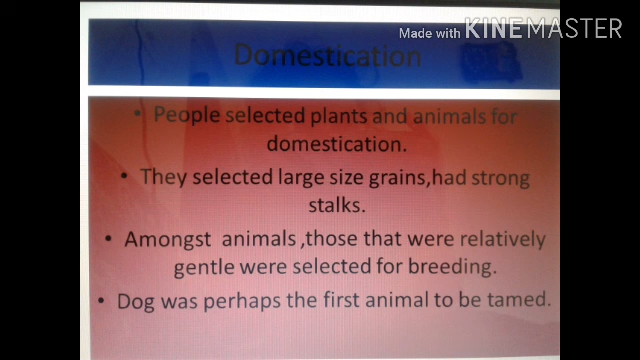 Made with KINEMASTER
Domestication
• People selected plants and animals for
domestication.
• They selected large size grains,had strong
stalks.
• Amongst animals ,those that were relatively
gentle were selected for breeding.
• Dog was perhaps the first animal to be tamed.